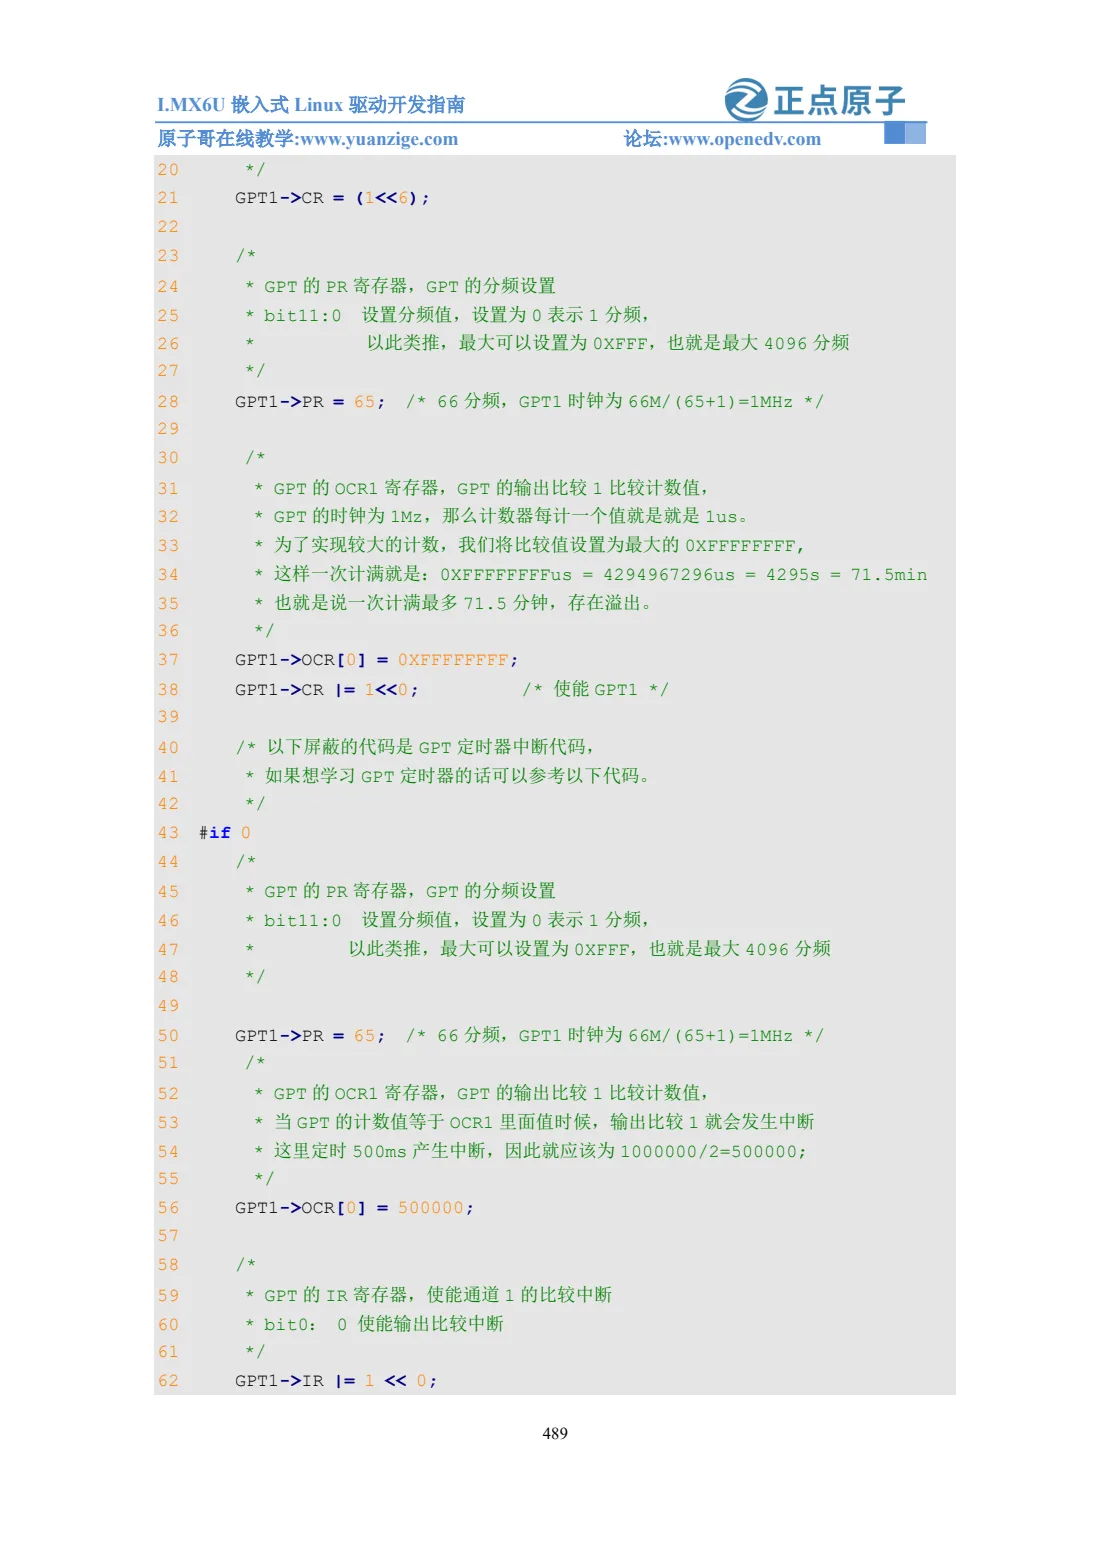 I.MX6U 嵌入式 Linux 驱动开发指南
正点原子
原子哥在线教学:www.yuanzige.com 论坛:www.openedv.com
20 */
21 GPT1->CR = (1<<6);
22
23 /*
24 * GPT 的 PR 寄存器，GPT 的分频设置
25 * bit11:0 设置分频值，设置为 0 表示 1 分频，
26 * 以此类推，最大可以设置为 0XFFF，也就是最大 4096 分频
27 */
28 GPT1->PR = 65; /* 66 分频，GPT1 时钟为 66M/(65+1)=1MHz */
29
30 /*
31 * GPT 的 OCR1 寄存器，GPT 的输出比较 1 比较计数值，
32 * GPT 的时钟为 1Mz，那么计数器每计一个值就是就是 1us。
33 * 为了实现较大的计数，我们将比较值设置为最大的 0XFFFFFFFF,
34 * 这样一次计满就是：0XFFFFFFFFus = 4294967296us = 4295s = 71.5min
35 * 也就是说一次计满最多 71.5 分钟，存在溢出。
36 */
37 GPT1->OCR[0] = 0XFFFFFFFF;
38 GPT1->CR |= 1<<0; /* 使能 GPT1 */
39
40 /* 以下屏蔽的代码是 GPT 定时器中断代码，
41 * 如果想学习 GPT 定时器的话可以参考以下代码。
42 */
43 #if 0
44 /*
45 * GPT 的 PR 寄存器，GPT 的分频设置
46 * bit11:0 设置分频值，设置为 0 表示 1 分频，
47 * 以此类推，最大可以设置为 0XFFF，也就是最大 4096 分频
48 */
49
50 GPT1->PR = 65; /* 66 分频，GPT1 时钟为 66M/(65+1)=1MHz */
51 /*
52 * GPT 的 OCR1 寄存器，GPT 的输出比较 1 比较计数值，
53 * 当 GPT 的计数值等于 OCR1 里面值时候，输出比较 1 就会发生中断
54 * 这里定时 500ms 产生中断，因此就应该为 1000000/2=500000;
55 */
56 GPT1->OCR[0] = 500000;
57
58 /*
59 * GPT 的 IR 寄存器，使能通道 1 的比较中断
60 * bit0： 0 使能输出比较中断
61 */
62 GPT1->IR |= 1 << 0;
489